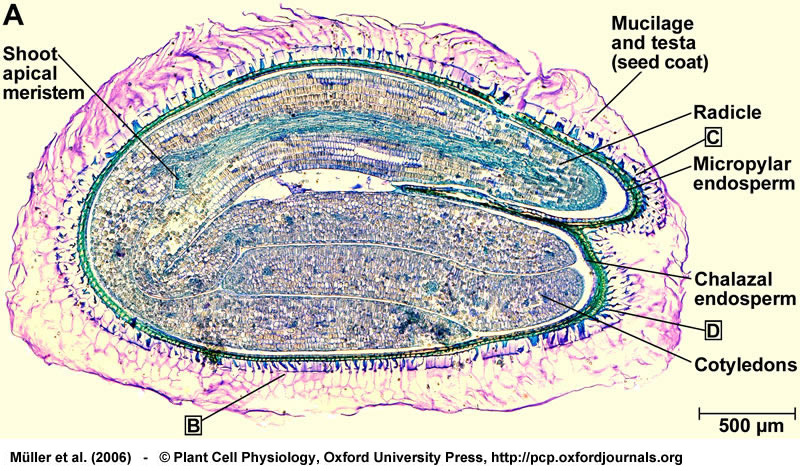 A
Shoot
apical
meristem
Mucilage
and testa
(seed coat)
Radicle
C
Micropylar
endosperm
Chalazal
endosperm
D
Cotyledons
B
500 µm
Müller et al. (2006) - © Plant Cell Physiology, Oxford University Press, http://pcp.oxfordjournals.org